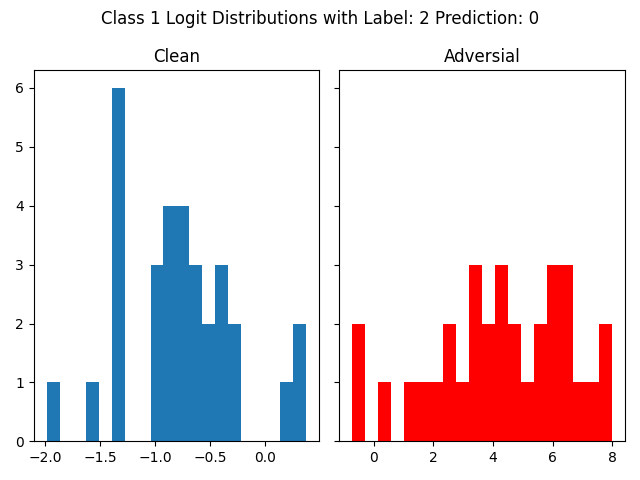 Class 1 Logit Distributions with Label: 2 Prediction: 0
Clean
Adversial
6
5
4
3
2
1
0
−2.0 −1.5 −1.0 −0.5 0.0
0 2 4 6 8